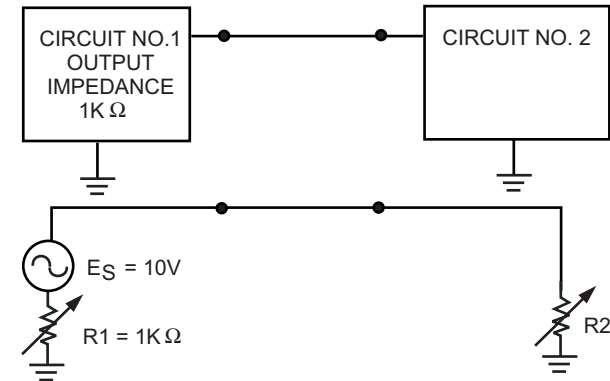 CIRCUIT NO.1
OUTPUT
IMPEDANCE
1K Ω
CIRCUIT NO. 2
ES = 10V
R1 = 1K Ω
R2